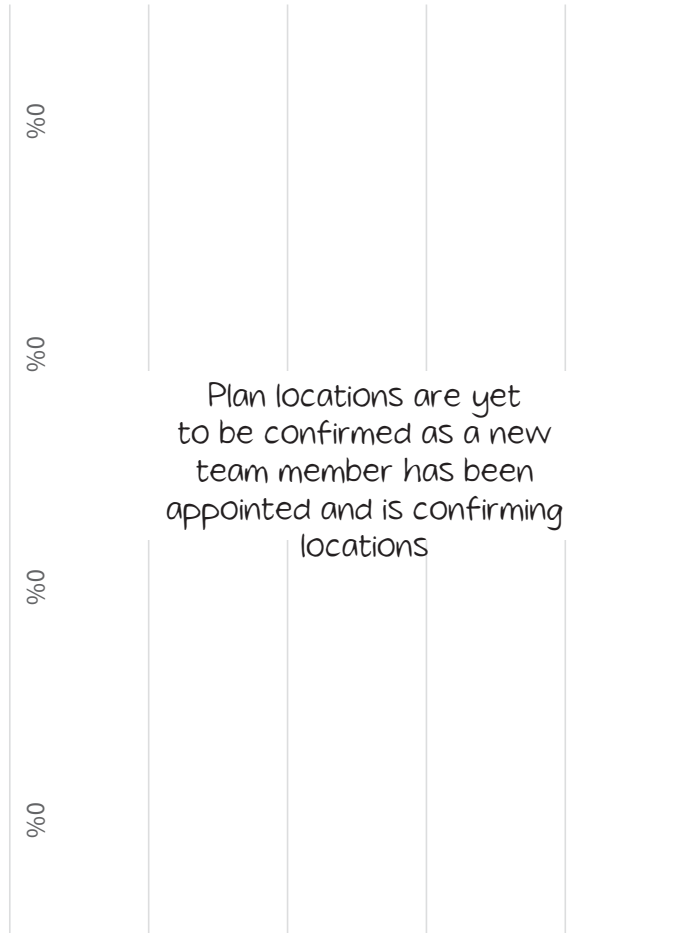 0%
0%
Plan locations are yet
to be confirmed as a new
team member has been
appointed and is confirming
locations
0%
0%